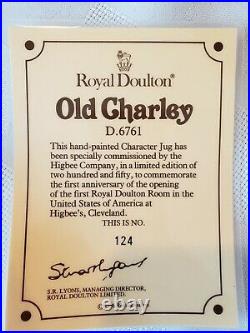 Royal Doulton®
Old Charley
D.6761
This hand-painted Character Jug has
been specially commissioned by the
Higbee Company, in a limited edition of
two hundred and fifty, to commemorate
the first anniversary of the opening
of the first Royal Doulton Room in the
United States of America at
Higbee's, Cleveland.
THIS IS NO.
124
Stuart Lyons
S.R. LYONS, MANAGING DIRECTOR,
ROYAL DOULTON LIMITED.